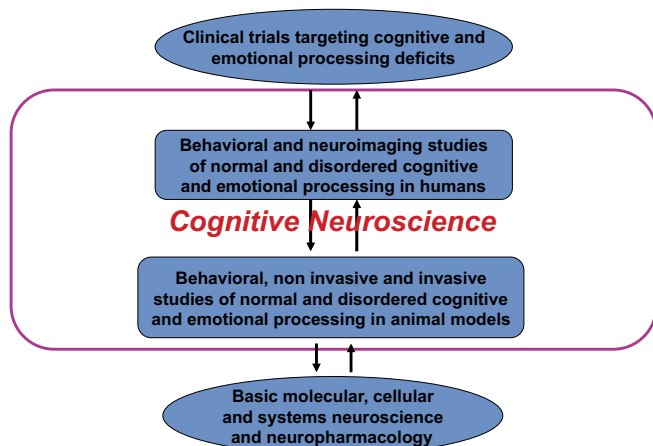 Clinical trials targeting cognitive and
emotional processing deficits
Behavioral and neuroimaging studies
of normal and disordered cognitive
and emotional processing in humans
Cognitive Neuroscience
Behavioral, non invasive and invasive
studies of normal and disordered cognitive
and emotional processing in animal models
Basic molecular, cellular
and systems neuroscience
and neuropharmacology